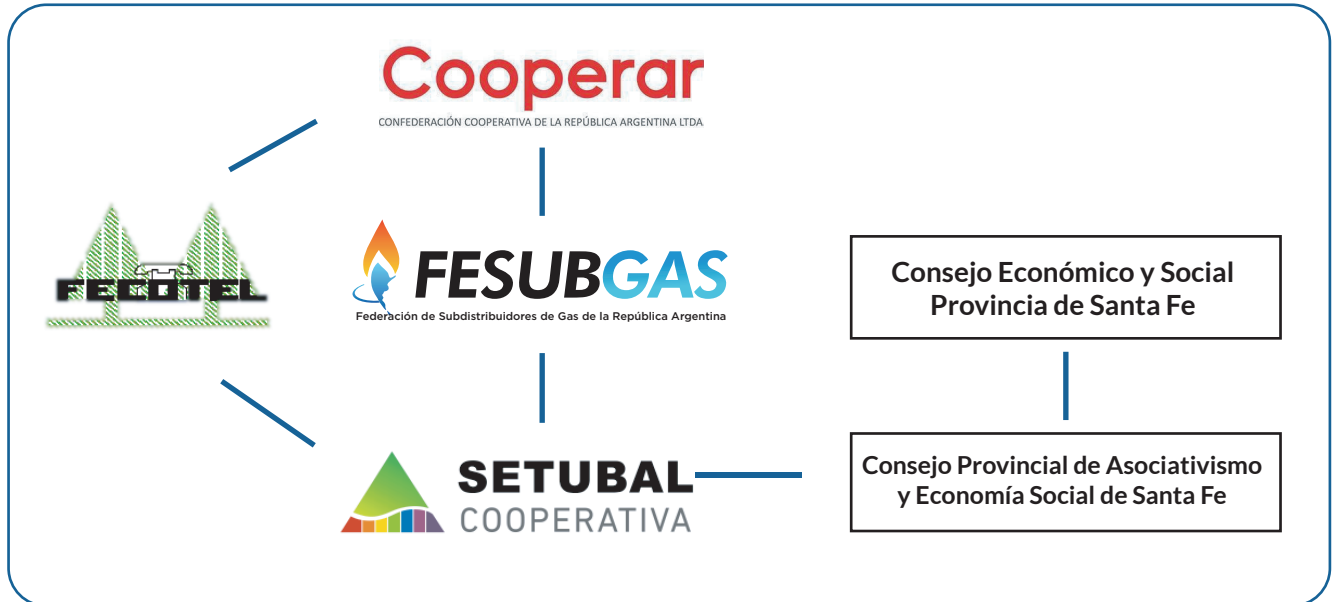 Cooperar
CONFEDERACIÓN COOPERATIVA DE LA REPÚBLICA ARGENTINA LTDA
FECOTEL
FESUBGAS
Federación de Subdistribuidores de Gas de la República Argentina
Consejo Económico y Social
Provincia de Santa Fe
SETUBAL
COOPERATIVA
Consejo Provincial de Asociativismo
y Economía Social de Santa Fe